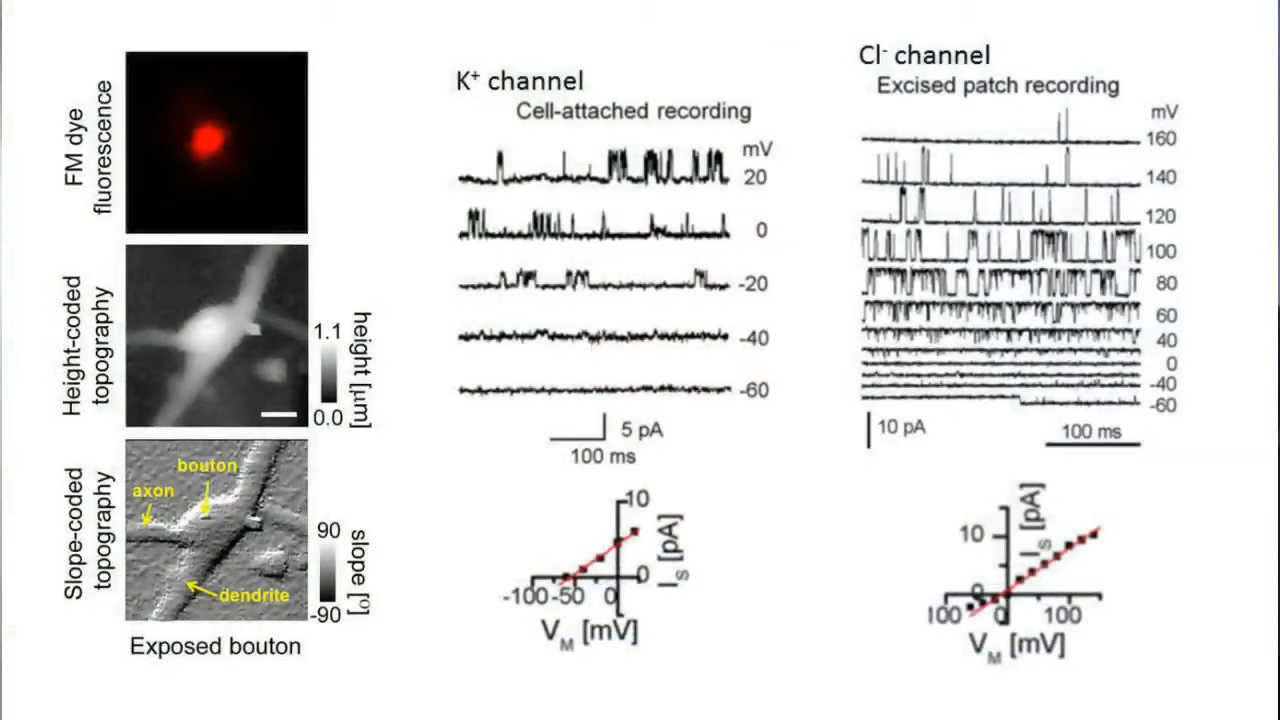 FM dye
fluorescence
Height-coded
topography
1.1
0.0
height [µm]
Slope-coded
topography
bouton
axon
dendrite
90
-90
slope [º]
Exposed bouton
K+ channel
Cell-attached recording
mV
20
0
-20
-40
-60
5 pA
100 ms
10
0
-100 -50 0
I_S [pA]
V_M [mV]
Cl- channel
Excised patch recording
mV
160
140
120
100
80
60
40
0
-40
-60
10 pA
100 ms
10
0
100 0 100
I_S [pA]
V_M [mV]